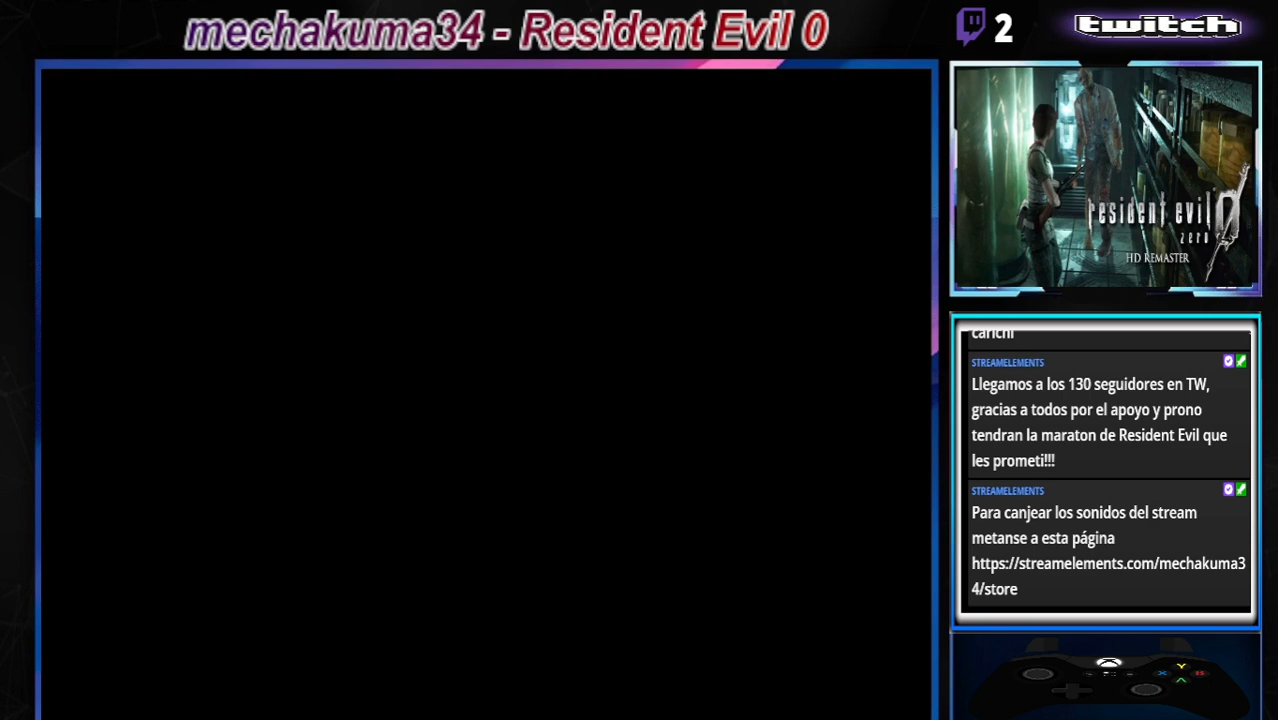 mechakuma34 - Resident Evil 0
2
twitch
resident evil 0
zero
HD REMASTER
carichi
STREAMELEMENTS
Llegamos a los 130 seguidores en TW,
gracias a todos por el apoyo y prono
tendran la maraton de Resident Evil que
les prometi!!!
STREAMELEMENTS
Para canjear los sonidos del stream
metanse a esta página
https://streamelements.com/mechakuma3
4/store
Y
X
B
A